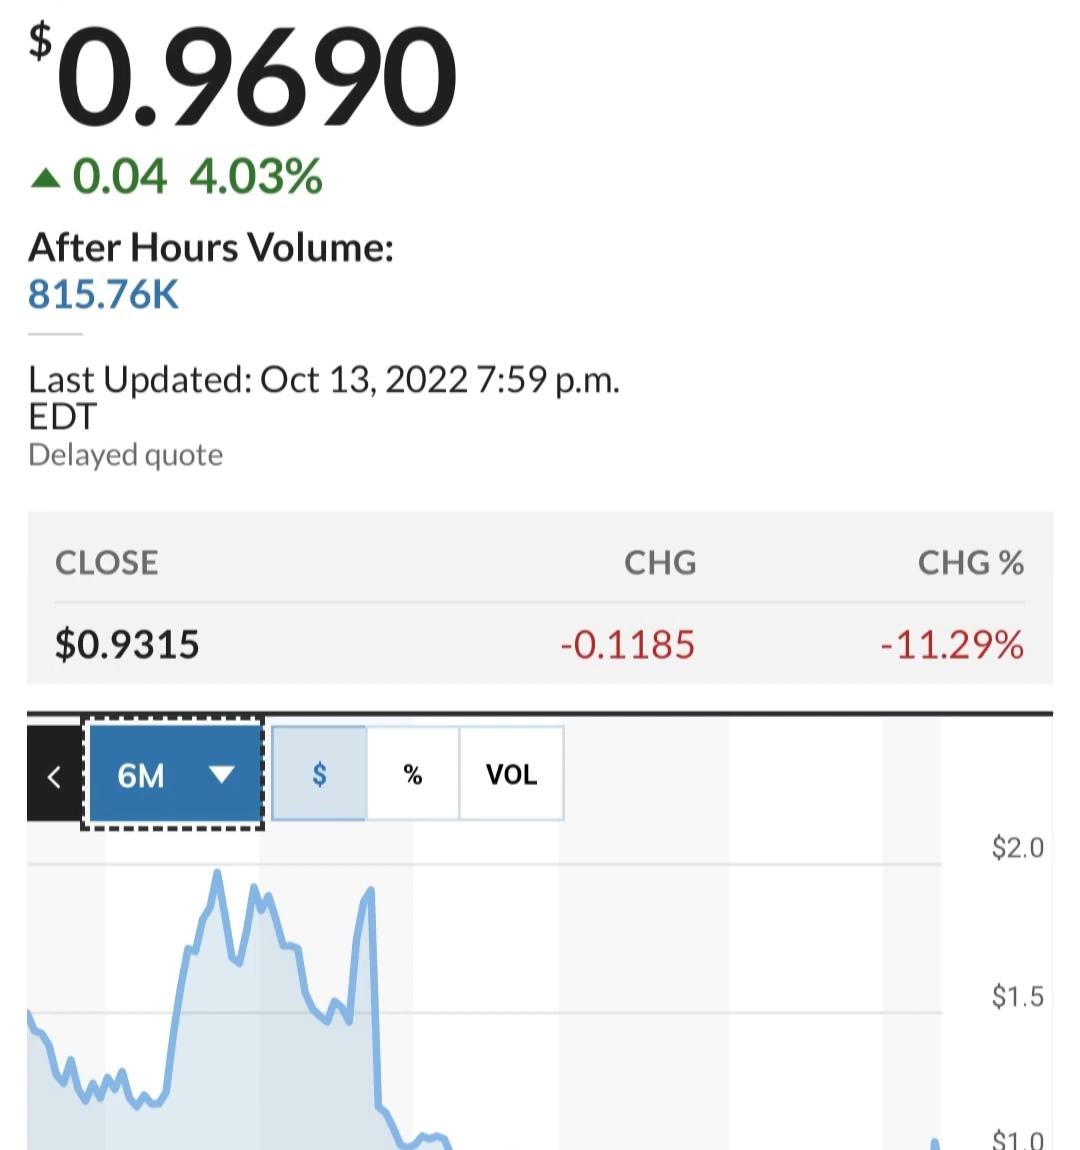 $0.9690
▲ 0.04 4.03%
After Hours Volume:
815.76K
Last Updated: Oct 13, 2022 7:59 p.m.
EDT
Delayed quote
CLOSE CHG CHG %
$0.9315 -0.1185 -11.29%
6M $ % VOL
$2.0
$1.5
$1.0